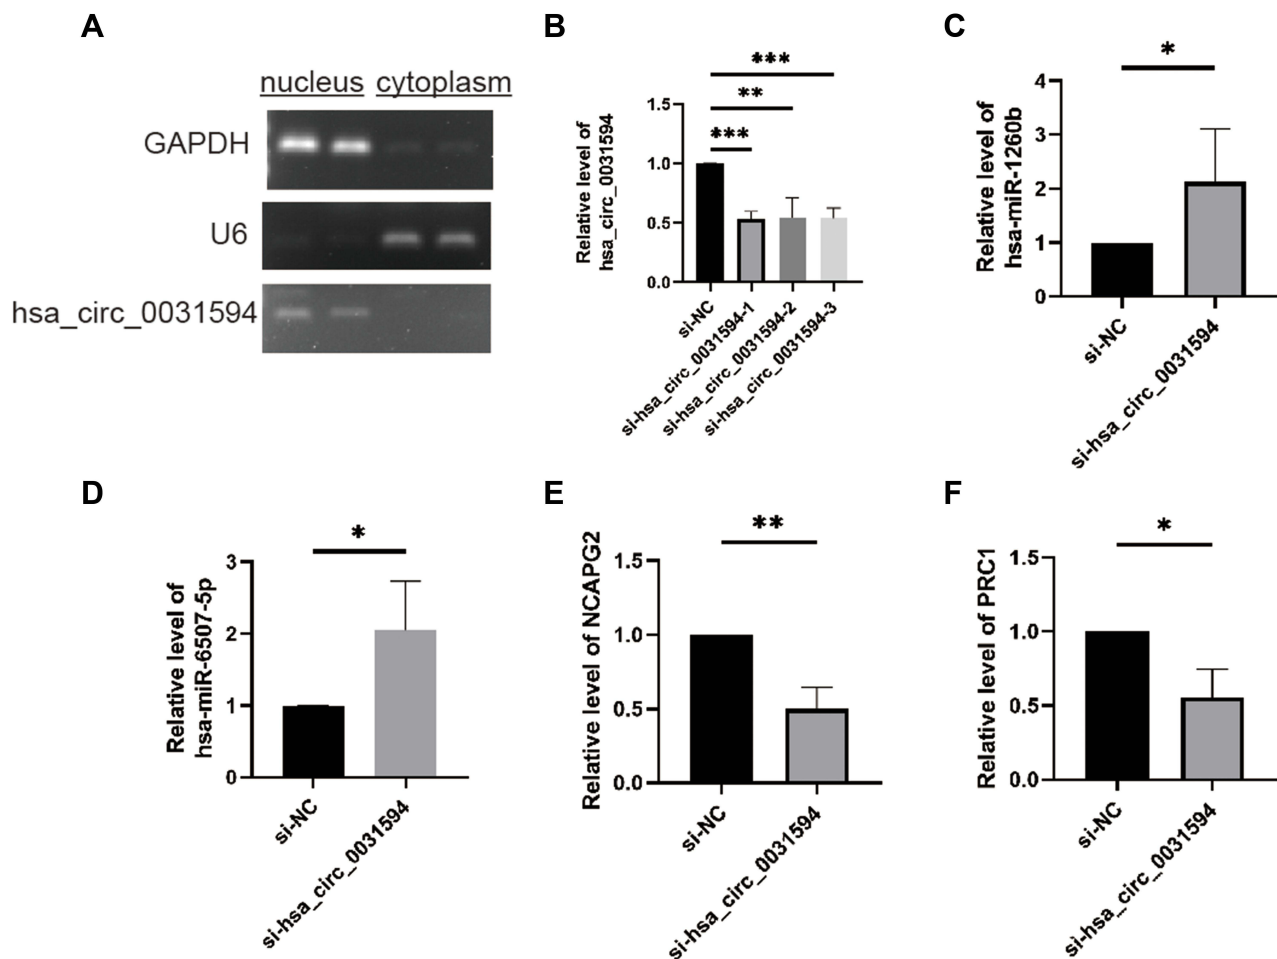 A
nucleus cytoplasm
GAPDH
U6
hsa_circ_0031594
B
Relative level of
hsa_circ_0031594
1.5
1.0
0.5
0.0
***
**
***
si-NC
si-hsa_circ_0031594-1
si-hsa_circ_0031594-2
si-hsa_circ_0031594-3
C
Relative level of
hsa-miR-1260b
4
3
2
1
0
*
si-NC
si-hsa_circ_0031594
D
Relative level of
hsa-miR-6507-5p
3
2
1
0
*
si-NC
si-hsa_circ_0031594
E
Relative level of NCAPG2
1.5
1.0
0.5
0.0
**
si-NC
si-hsa_circ_0031594
F
Relative level of PRC1
1.5
1.0
0.5
0.0
*
si-NC
si-hsa_circ_0031594